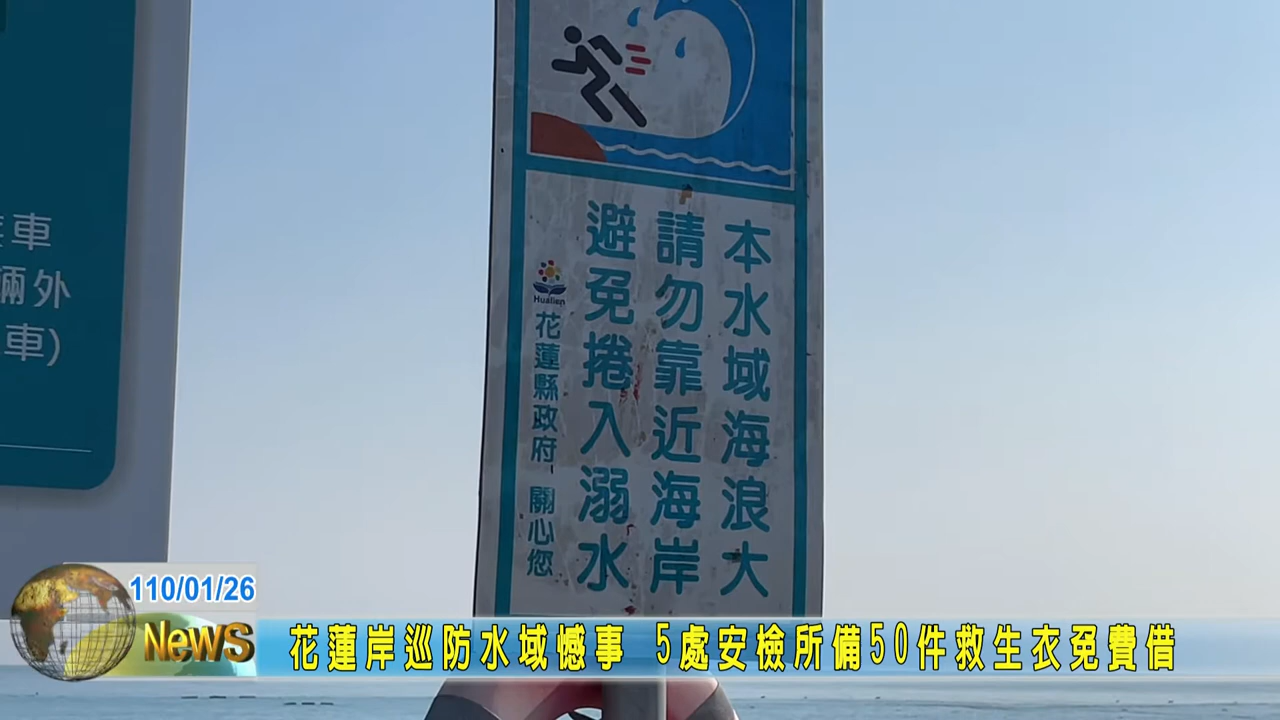 本水域海浪大
請勿靠近海岸
避免捲入溺水
Hualien
花蓮縣政府 關心您
車
輛外
車)
110/01/26
NewS
花蓮岸巡防水域憾事 5處安檢所備50件救生衣免費借